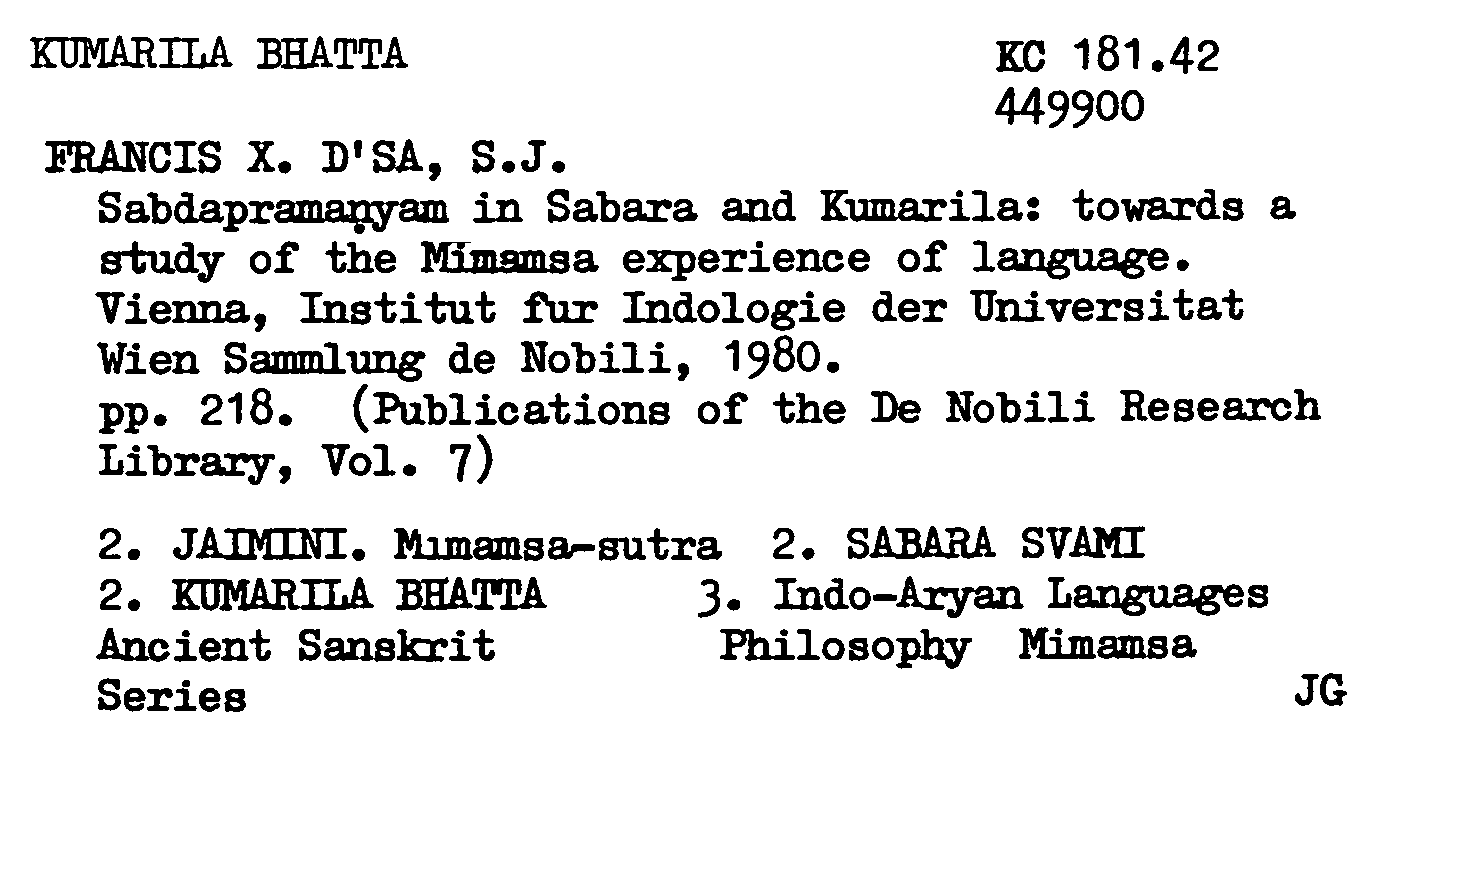 KUMARILA BHATTA KC 181.42
449900
FRANCIS X. D'SA, S.J.
Sabdapramaṇyam in Sabara and Kumarila: towards a
study of the Mīmamsa experience of language.
Vienna, Institut fur Indologie der Universitat
Wien Sammlung de Nobili, 1980.
pp. 218. (Publications of the De Nobili Research
Library, Vol. 7)
2. JAIMINI. Mımamsa-sutra 2. SABARA SVAMI
2. KUMARILA BHATTA 3. Indo-Aryan Languages
Ancient Sanskrit Philosophy Mimamsa
Series JG